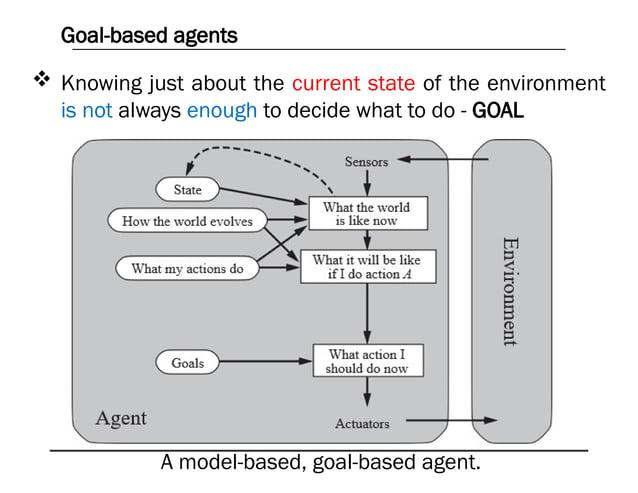 Goal-based agents
❖ Knowing just about the current state of the environment
is not always enough to decide what to do - GOAL
Sensors
State
What the world
is like now
How the world evolves
What it will be like
if I do action A
What my actions do
Environment
Goals
What action I
should do now
Agent
Actuators
A model-based, goal-based agent.